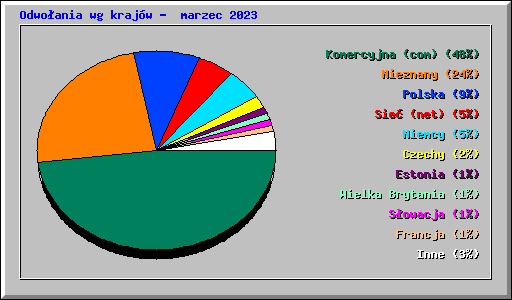 Odwołania wg krajów - marzec 2023
Komercyjna (com) (48%)
Nieznany (24%)
Polska (9%)
Sieć (net) (5%)
Niemcy (5%)
Czechy (2%)
Estonia (1%)
Wielka Brytania (1%)
Słowacja (1%)
Francja (1%)
Inne (3%)